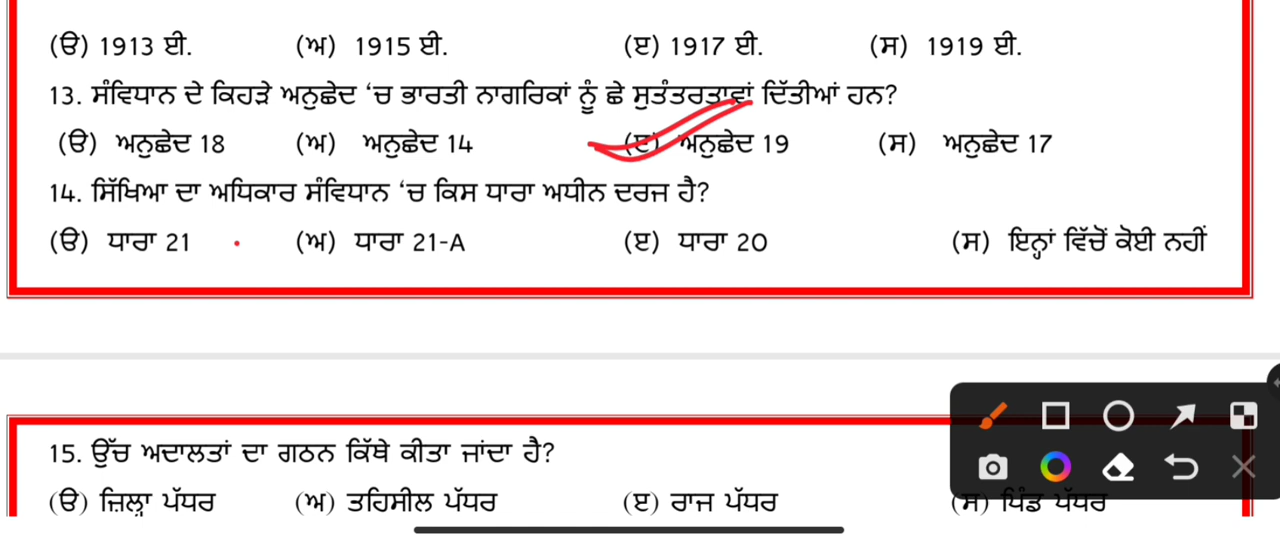 (ੳ) 1913 ਈ. (ਅ) 1915 ਈ. (ੲ) 1917 ਈ. (ਸ) 1919 ਈ.
13. ਸੰਵਿਧਾਨ ਦੇ ਕਿਹੜੇ ਅਨੁਛੇਦ ‘ਚ ਭਾਰਤੀ ਨਾਗਰਿਕਾਂ ਨੂੰ ਛੇ ਸੁਤੰਤਰਤਾਵਾਂ ਦਿੱਤੀਆਂ ਹਨ?
(ੳ) ਅਨੁਛੇਦ 18 (ਅ) ਅਨੁਛੇਦ 14 (ੲ) ਅਨੁਛੇਦ 19 (ਸ) ਅਨੁਛੇਦ 17
14. ਸਿੱਖਿਆ ਦਾ ਅਧਿਕਾਰ ਸੰਵਿਧਾਨ ‘ਚ ਕਿਸ ਧਾਰਾ ਅਧੀਨ ਦਰਜ ਹੈ?
(ੳ) ਧਾਰਾ 21 (ਅ) ਧਾਰਾ 21-A (ੲ) ਧਾਰਾ 20 (ਸ) ਇਨ੍ਹਾਂ ਵਿੱਚੋਂ ਕੋਈ ਨਹੀਂ
15. ਉੱਚ ਅਦਾਲਤਾਂ ਦਾ ਗਠਨ ਕਿੱਥੇ ਕੀਤਾ ਜਾਂਦਾ ਹੈ?
(ੳ) ਜ਼ਿਲ੍ਹਾ ਪੱਧਰ (ਅ) ਤਹਿਸੀਲ ਪੱਧਰ (ੲ) ਰਾਜ ਪੱਧਰ (ਸ) ਪਿੰਡ ਪੱਧਰ